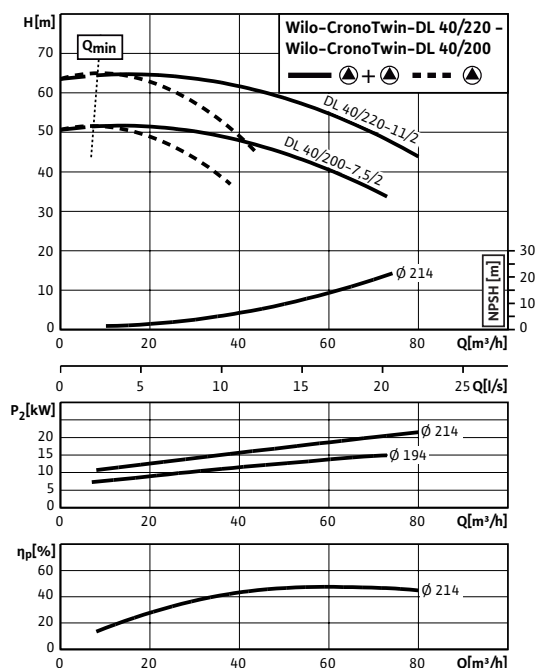 H[m]
Wilo-CronoTwin-DL 40/220 -
Wilo-CronoTwin-DL 40/200
+
70
Qmin
60
DL 40/220-11/2
50
DL 40/200-7,5/2
40
30
30
Ø 214
20
20
10
10
NPSH [m]
0
0
0 20 40 60 80
Q[m³/h]
0 5 10 15 20 Q[l/s]
25
P₂[kW]
20
Ø 214
15
Ø 194
10
5
0
0 20 40 60 80 Q[m³/h]
ηp[%]
60
40
Ø 214
20
0
0 20 40 60 80 Q[m³/h]